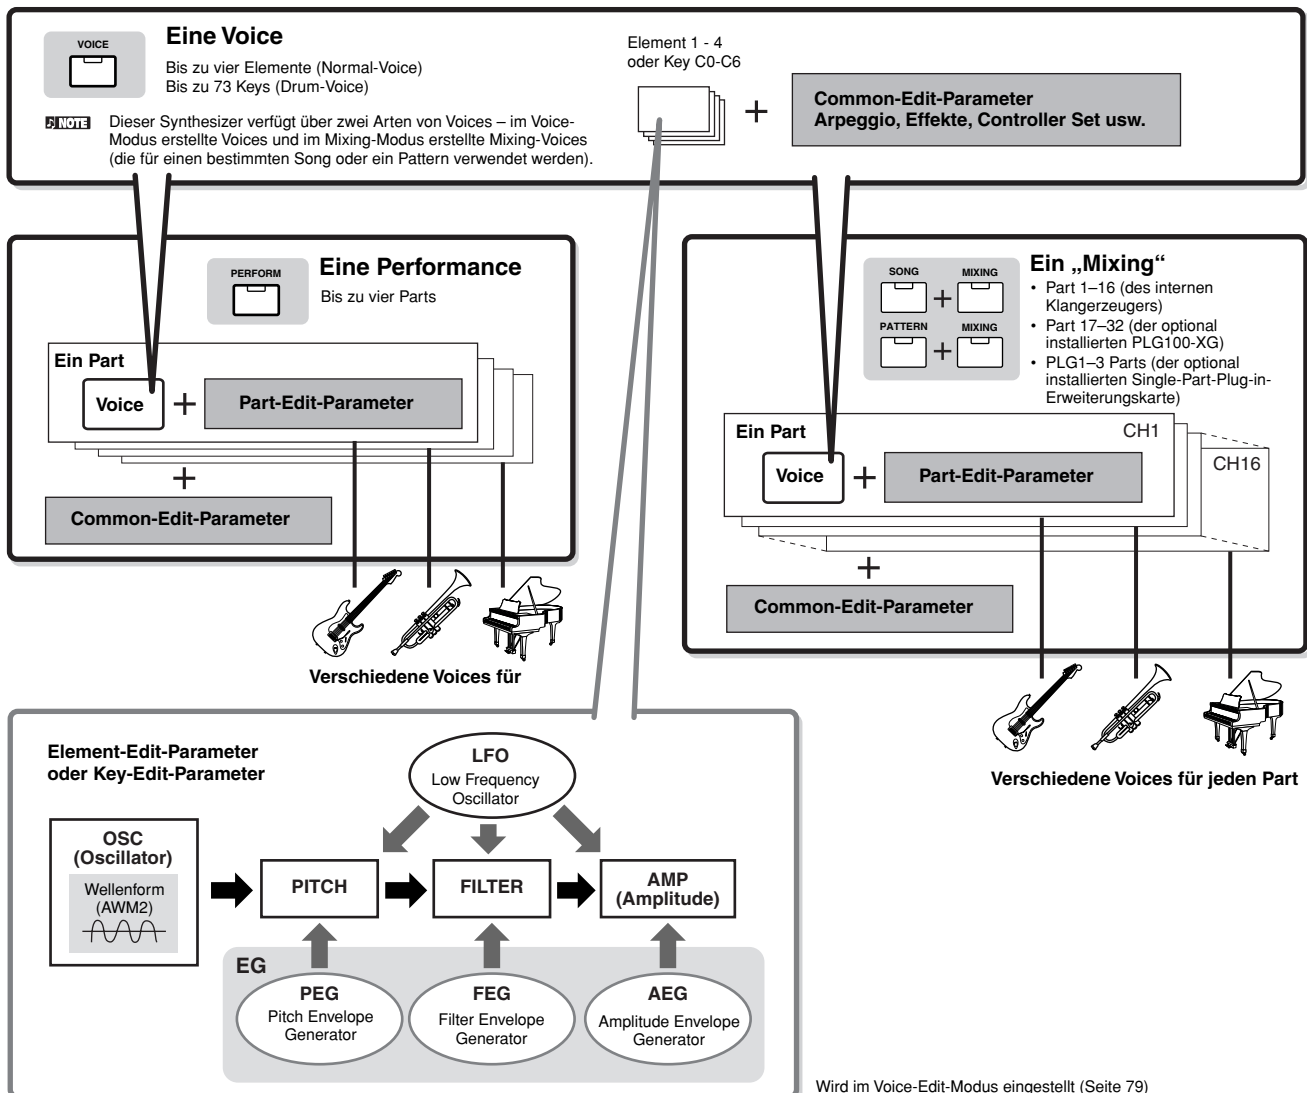 VOICE
Eine Voice
Bis zu vier Elemente (Normal-Voice)
Bis zu 73 Keys (Drum-Voice)
NOTE
Dieser Synthesizer verfügt über zwei Arten von Voices – im Voice-
Modus erstellte Voices und im Mixing-Modus erstellte Mixing-Voices
(die für einen bestimmten Song oder ein Pattern verwendet werden).
Element 1 - 4
oder Key C0-C6
+
Common-Edit-Parameter
Arpeggio, Effekte, Controller Set usw.
PERFORM
Eine Performance
Bis zu vier Parts
Ein Part
Voice
+
Part-Edit-Parameter
+
Common-Edit-Parameter
Verschiedene Voices für
SONG
+
MIXING
PATTERN
+
MIXING
Ein „Mixing“
• Part 1–16 (des internen
Klangerzeugers)
• Part 17–32 (der optional
installierten PLG100-XG)
• PLG1–3 Parts (der optional
installierten Single-Part-Plug-in-
Erweiterungskarte)
Ein Part
CH1
CH16
Voice
+
Part-Edit-Parameter
+
Common-Edit-Parameter
Verschiedene Voices für jeden Part
Element-Edit-Parameter
oder Key-Edit-Parameter
LFO
Low Frequency
Oscillator
OSC
(Oscillator)
Wellenform
(AWM2)
PITCH
FILTER
AMP
(Amplitude)
EG
PEG
Pitch Envelope
Generator
FEG
Filter Envelope
Generator
AEG
Amplitude Envelope
Generator
Wird im Voice-Edit-Modus eingestellt (Seite 79)